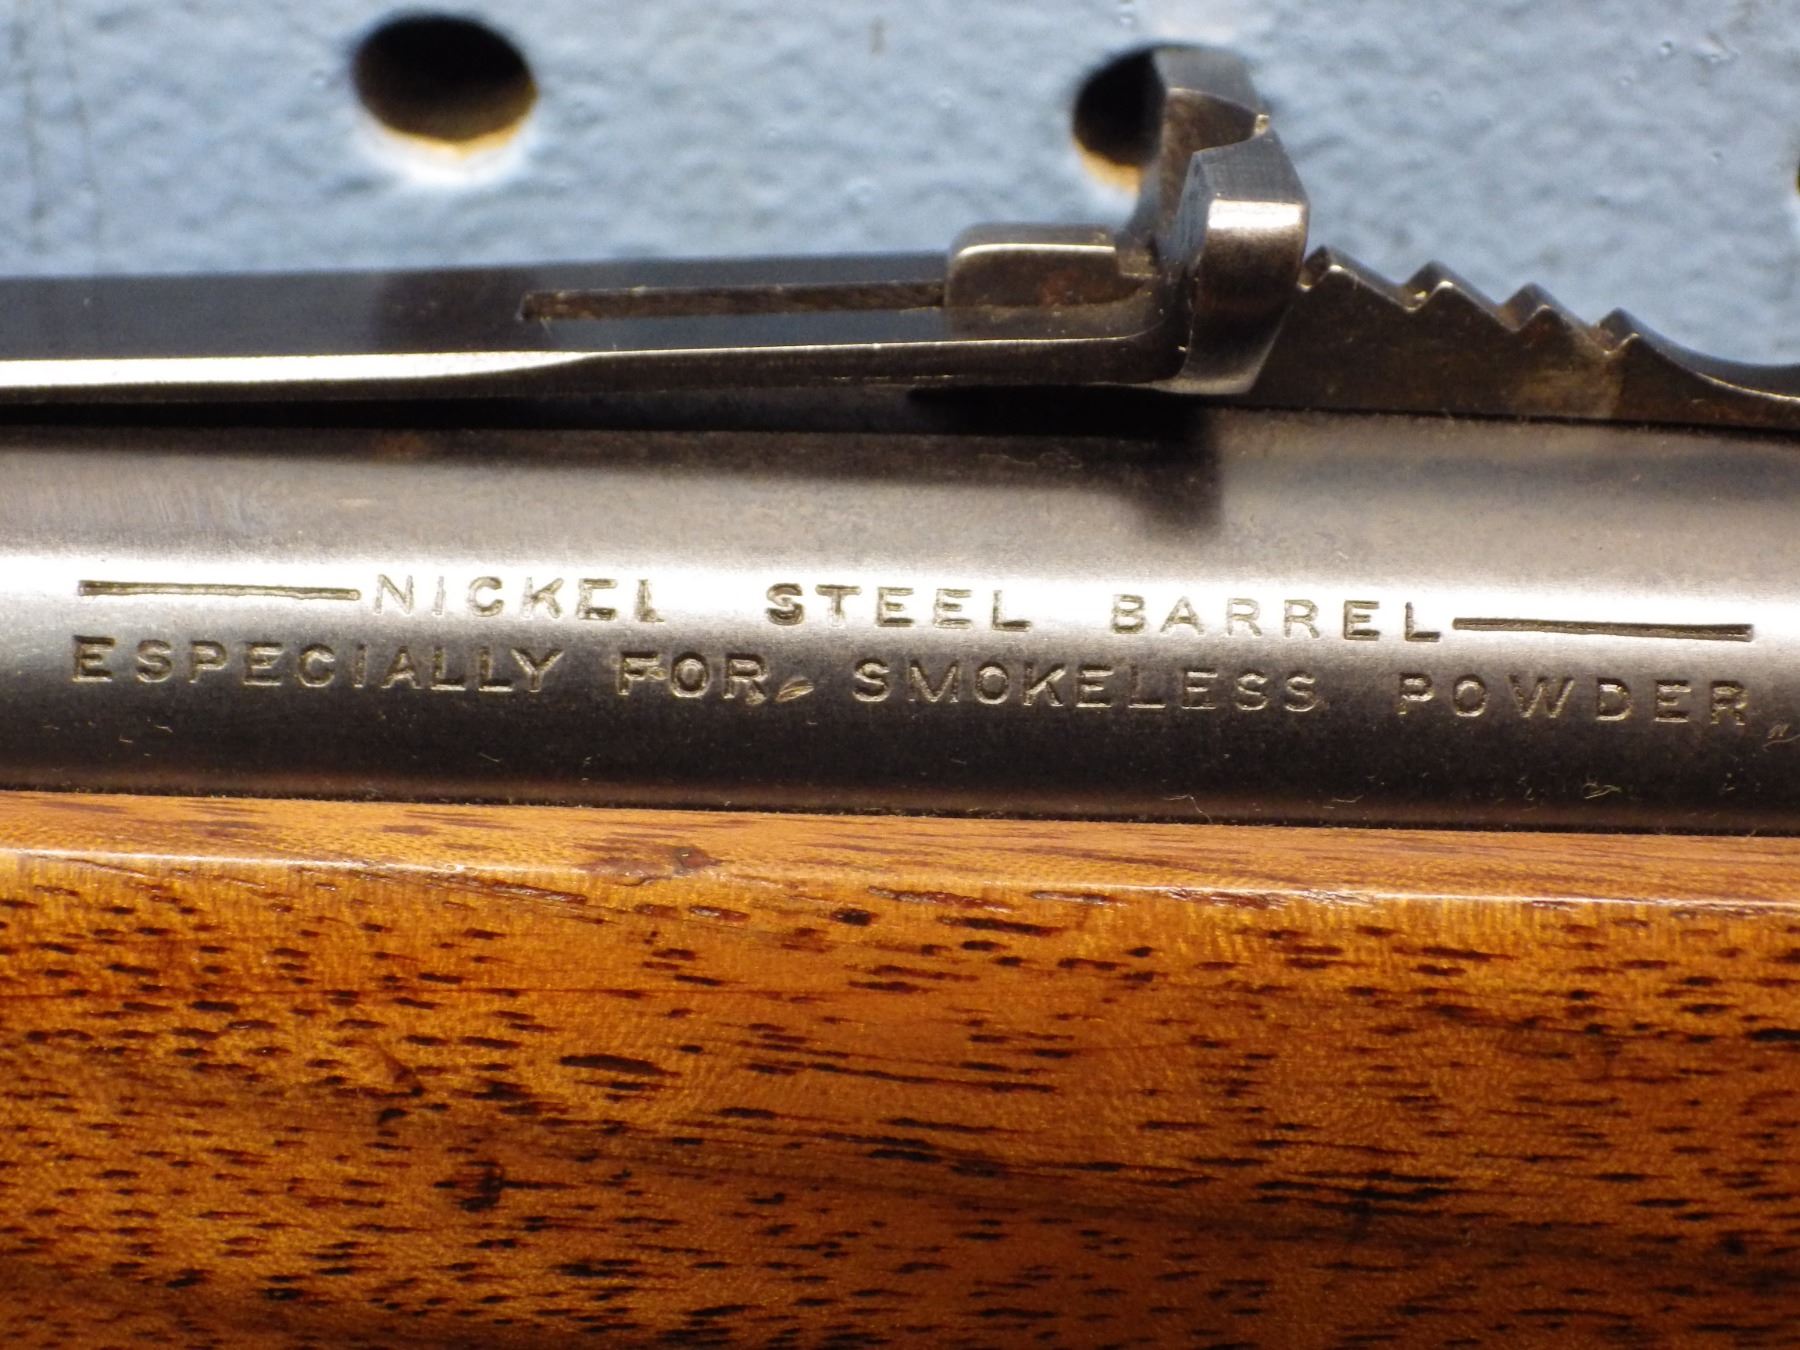 NICKEL STEEL BARREL
ESPECIALLY FOR SMOKELESS POWDER